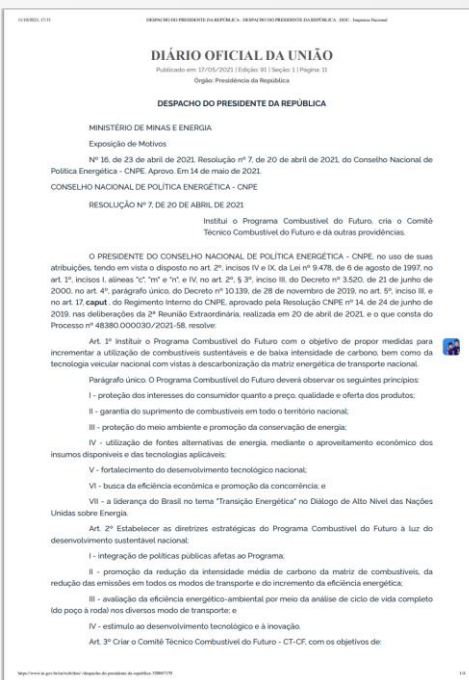 DESPACHO DO PRESIDENTE DA REPÚBLICA - DESPACHO DO PRESIDENTE DA REPÚBLICA - DOU - Imprensa Nacional
DIÁRIO OFICIAL DA UNIÃO
Publicado em: 17/05/2021 | Edição: 91 | Seção: 1 | Página: 11
Órgão: Presidência da República
DESPACHO DO PRESIDENTE DA REPÚBLICA
MINISTÉRIO DE MINAS E ENERGIA
Exposição de Motivos
Nº 16, de 23 de abril de 2021. Resolução nº 7, de 20 de abril de 2021, do Conselho Nacional de
Política Energética - CNPE. Aprovo. Em 14 de maio de 2021.
CONSELHO NACIONAL DE POLÍTICA ENERGÉTICA - CNPE
RESOLUÇÃO Nº 7, DE 20 DE ABRIL DE 2021
Institui o Programa Combustível do Futuro, cria o Comitê
Técnico Combustível do Futuro e dá outras providências.
O PRESIDENTE DO CONSELHO NACIONAL DE POLÍTICA ENERGÉTICA - CNPE, no uso de suas
atribuições, tendo em vista o disposto no art. 2º, incisos IV e IX, da Lei nº 9.478, de 6 de agosto de 1997, no
art. 1º, incisos I, alíneas "c", "m" e "n", e IV, no art. 2º, § 3º, inciso III, do Decreto nº 3.520, de 21 de junho de
2000, no art. 4º, parágrafo único, do Decreto nº 10.139, de 28 de novembro de 2019, no art. 5º, inciso III, e
no art. 17, caput, do Regimento Interno do CNPE, aprovado pela Resolução CNPE nº 14, de 24 de junho de
2019, nas deliberações da 2ª Reunião Extraordinária, realizada em 20 de abril de 2021, e o que consta do
Processo nº 48380.000030/2021-58, resolve:
Art. 1º Instituir o Programa Combustível do Futuro com o objetivo de propor medidas para
incrementar a utilização de combustíveis sustentáveis e de baixa intensidade de carbono, bem como da
tecnologia veicular nacional com vistas à descarbonização da matriz energética de transporte nacional.
Parágrafo único. O Programa Combustível do Futuro deverá observar os seguintes princípios:
I - proteção dos interesses do consumidor quanto a preço, qualidade e oferta dos produtos;
II - garantia do suprimento de combustíveis em todo o território nacional;
III - proteção do meio ambiente e promoção da conservação de energia;
IV - utilização de fontes alternativas de energia, mediante o aproveitamento econômico dos
insumos disponíveis e das tecnologias aplicáveis;
V - fortalecimento do desenvolvimento tecnológico nacional;
VI - busca da eficiência econômica e promoção da concorrência; e
VII - a liderança do Brasil no tema "Transição Energética" no Diálogo de Alto Nível das Nações
Unidas sobre Energia.
Art. 2º Estabelecer as diretrizes estratégicas do Programa Combustível do Futuro à luz do
desenvolvimento sustentável nacional:
I - integração de políticas públicas afetas ao Programa;
II - promoção da redução da intensidade média de carbono da matriz de combustíveis, da
redução das emissões em todos os modos de transporte e do incremento da eficiência energética;
III - avaliação da eficiência energético-ambiental por meio da análise de ciclo de vida completo
(do poço à roda) nos diversos modos de transporte; e
IV - estímulo ao desenvolvimento tecnológico e à inovação.
Art. 3º Criar o Comitê Técnico Combustível do Futuro - CT-CF, com os objetivos de: